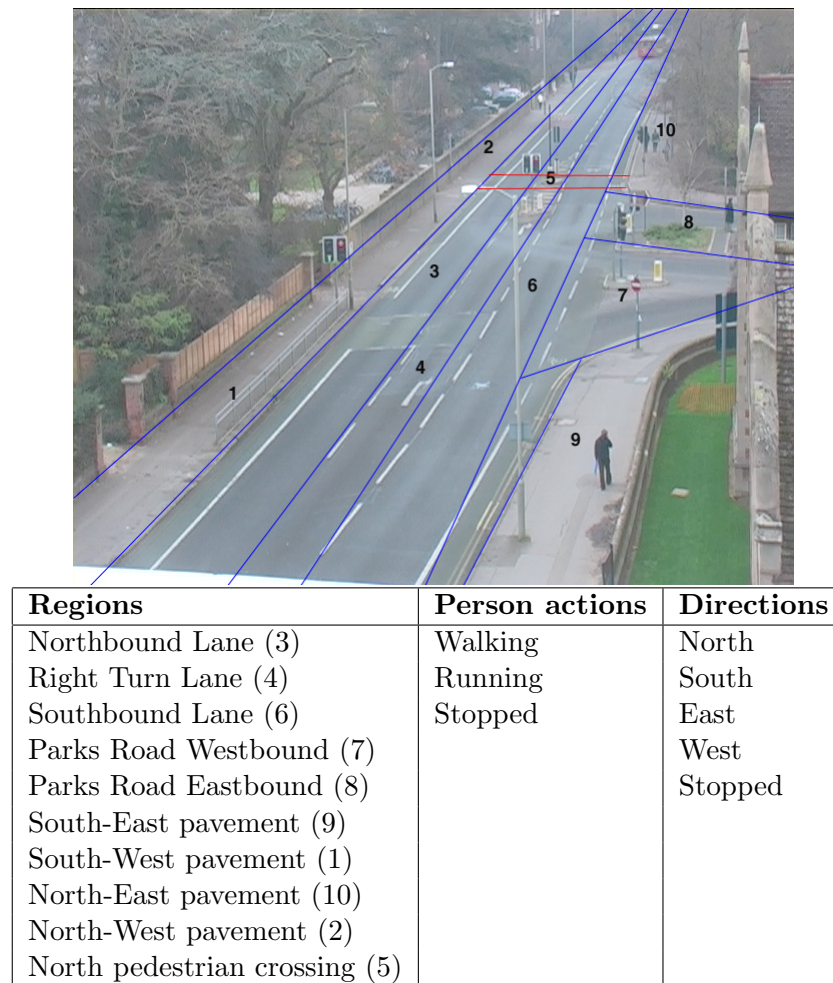 2
10
5
8
3
6
7
4
1
9
Regions Person actions Directions
Northbound Lane (3) Walking North
Right Turn Lane (4) Running South
Southbound Lane (6) Stopped East
Parks Road Westbound (7) West
Parks Road Eastbound (8) Stopped
South-East pavement (9)
South-West pavement (1)
North-East pavement (10)
North-West pavement (2)
North pedestrian crossing (5)